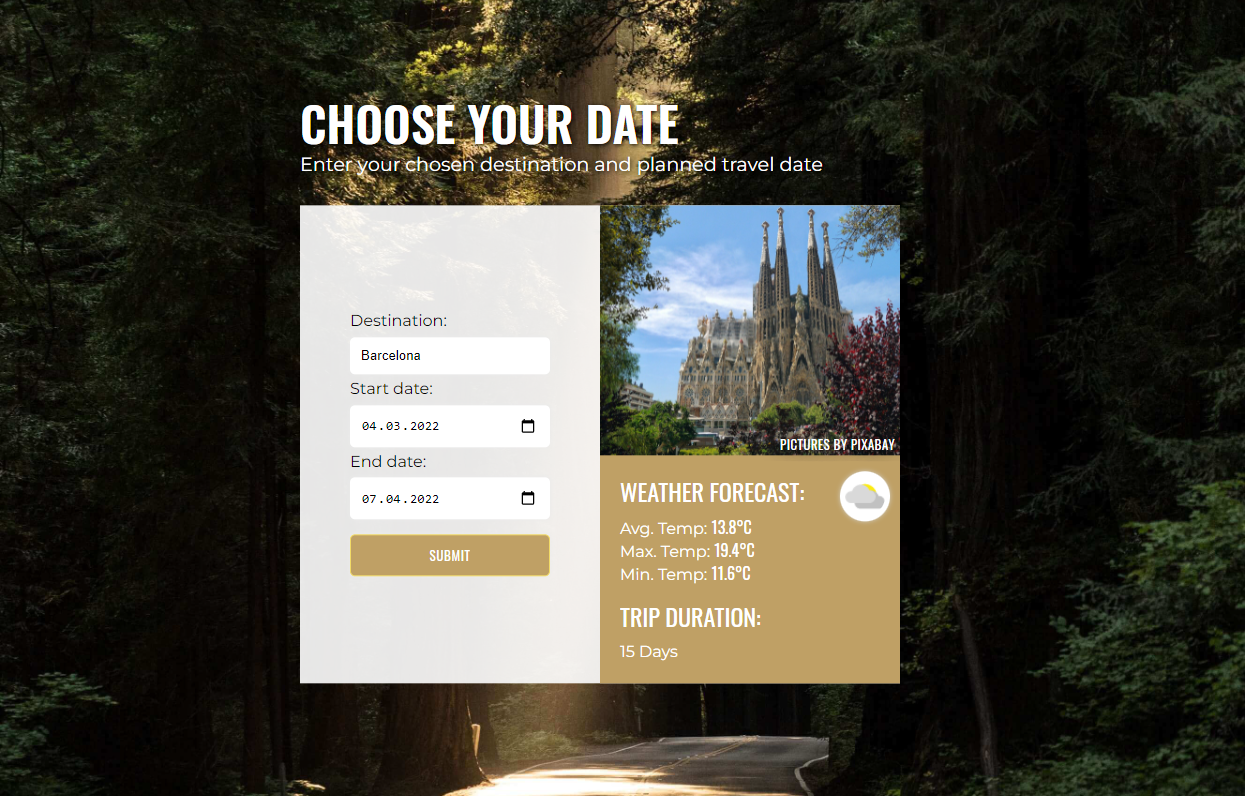 CHOOSE YOUR DATE
Enter your chosen destination and planned travel date
Destination:
Barcelona
Start date:
04.03.2022
End date:
07.04.2022
SUBMIT
PICTURES BY PIXABAY
WEATHER FORECAST:
Avg. Temp: 13.8°C
Max. Temp: 19.4°C
Min. Temp: 11.6°C
TRIP DURATION:
15 Days